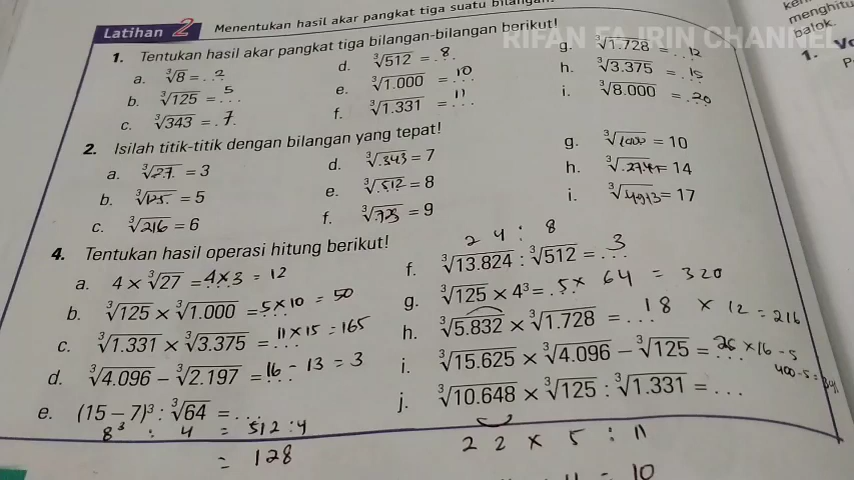 Latihan 2 Menentukan hasil akar pangkat tiga suatu
RIFAN FAJRIN CHANNEL
menghitu
balok.
1.
1. Tentukan hasil akar pangkat tiga bilangan-bilangan berikut!
a. ∛8 = ..2
b. ∛125 = 5...
c. ∛343 = .7.
d. ∛512 = .8
e. ∛1.000 = 10...
f. ∛1.331 = 11...
g. ∛1.728 = ..12
h. ∛3.375 = .15
i. ∛8.000 = .20
2. Isilah titik-titik dengan bilangan yang tepat!
a. ∛27 = 3
b. ∛125 = 5
c. ∛216 = 6
d. ∛343 = 7
e. ∛512 = 8
f. ∛725 = 9
g. ∛1000 = 10
h. ∛2744 = 14
i. ∛4913 = 17
4. Tentukan hasil operasi hitung berikut!
a. 4 × ∛27 = 4×3 = 12
b. ∛125 × ∛1.000 = 5×10 = 50
c. ∛1.331 × ∛3.375 = 11×15 = 165
d. ∛4.096 − ∛2.197 = 16 - 13 = 3
e. (15 − 7)³ : ∛64 = ...
8³ : 4 = 512:4
= 128
24 : 8
f. ∛13.824 : ∛512 = 3
g. ∛125 × 4³ = .5× 64 = 320
h. ∛5.832 × ∛1.728 = ...18 × 12 = 216
i. ∛15.625 × ∛4.096 − ∛125 = ×16-5
400-5 =
j. ∛10.648 × ∛125 : ∛1.331 = ...
22 × 5 : 11
= 10